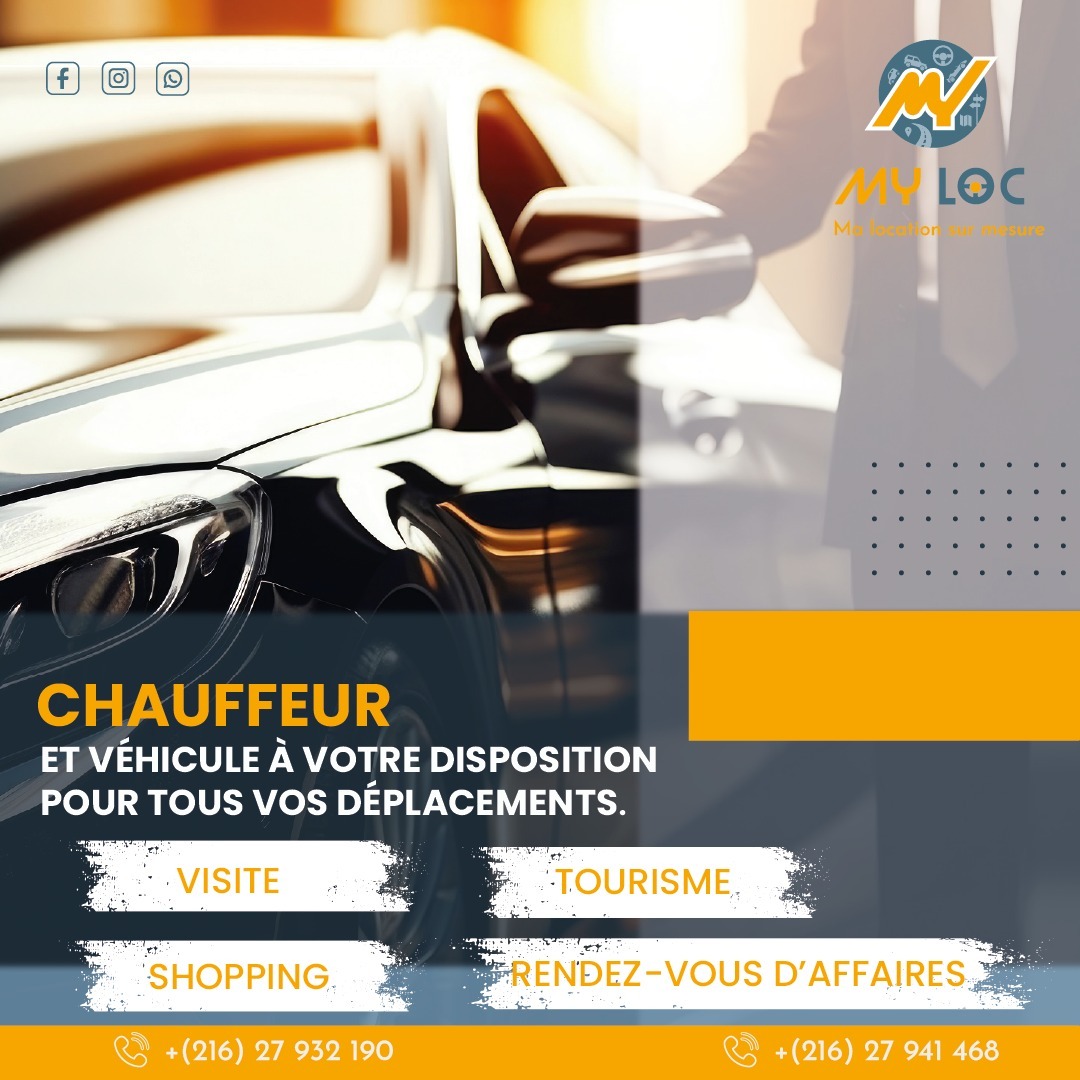 MY
MY LOC
Ma location sur mesure
CHAUFFEUR
ET VÉHICULE À VOTRE DISPOSITION
POUR TOUS VOS DÉPLACEMENTS.
VISITE
TOURISME
SHOPPING
RENDEZ-VOUS D'AFFAIRES
+(216) 27 932 190
+(216) 27 941 468